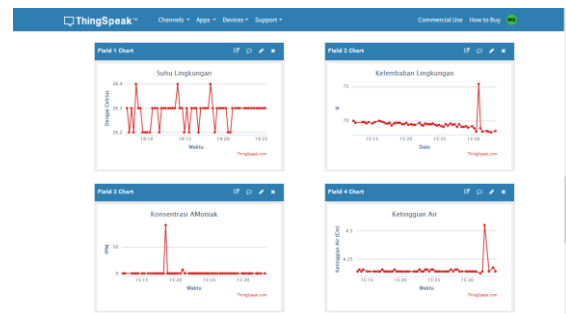 ThingSpeak™ Channels Apps Devices Support Commercial Use How to Buy
Field 1 Chart
Suhu Lingkungan
Derajat Celcius
26.4
26.3
26.2
19:10 19:15 19:20 19:25
Waktu
ThingSpeak.com
Field 2 Chart
Kelembaban Lingkungan
%
75
70
15:15 15:20 15:25 15:30
Date
ThingSpeak.com
Field 3 Chart
Konsentrasi AMoniak
PPM
50
0
15:15 15:20 15:25 15:30
Waktu
ThingSpeak.com
Field 4 Chart
Ketinggian Air
Ketinggian Air (Cm)
4.5
4.25
15:15 15:20 15:25 15:30
Waktu
ThingSpeak.com